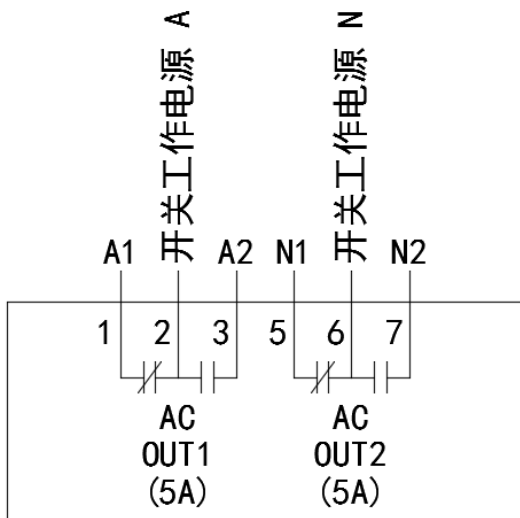 开关工作电源 A
开关工作电源 N
A1 A2 N1 N2
1 2 3 5 6 7
AC AC
OUT1 OUT2
(5A) (5A)